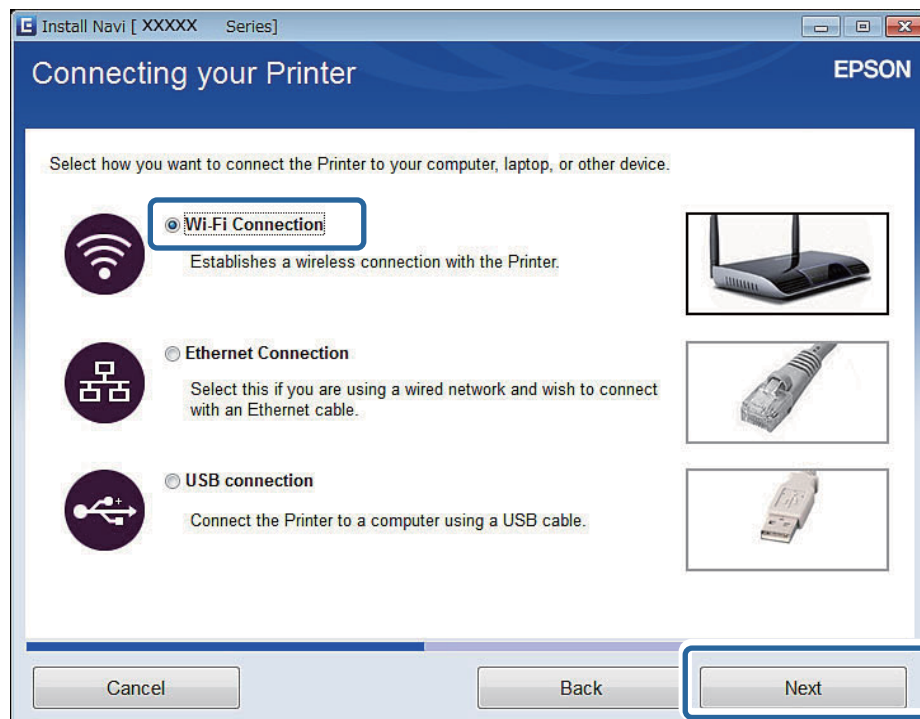 Install Navi [ XXXXX Series]
Connecting your Printer
EPSON
Select how you want to connect the Printer to your computer, laptop, or other device.
Wi-Fi Connection
Establishes a wireless connection with the Printer.
Ethernet Connection
Select this if you are using a wired network and wish to connect
with an Ethernet cable.
USB connection
Connect the Printer to a computer using a USB cable.
Cancel
Back
Next